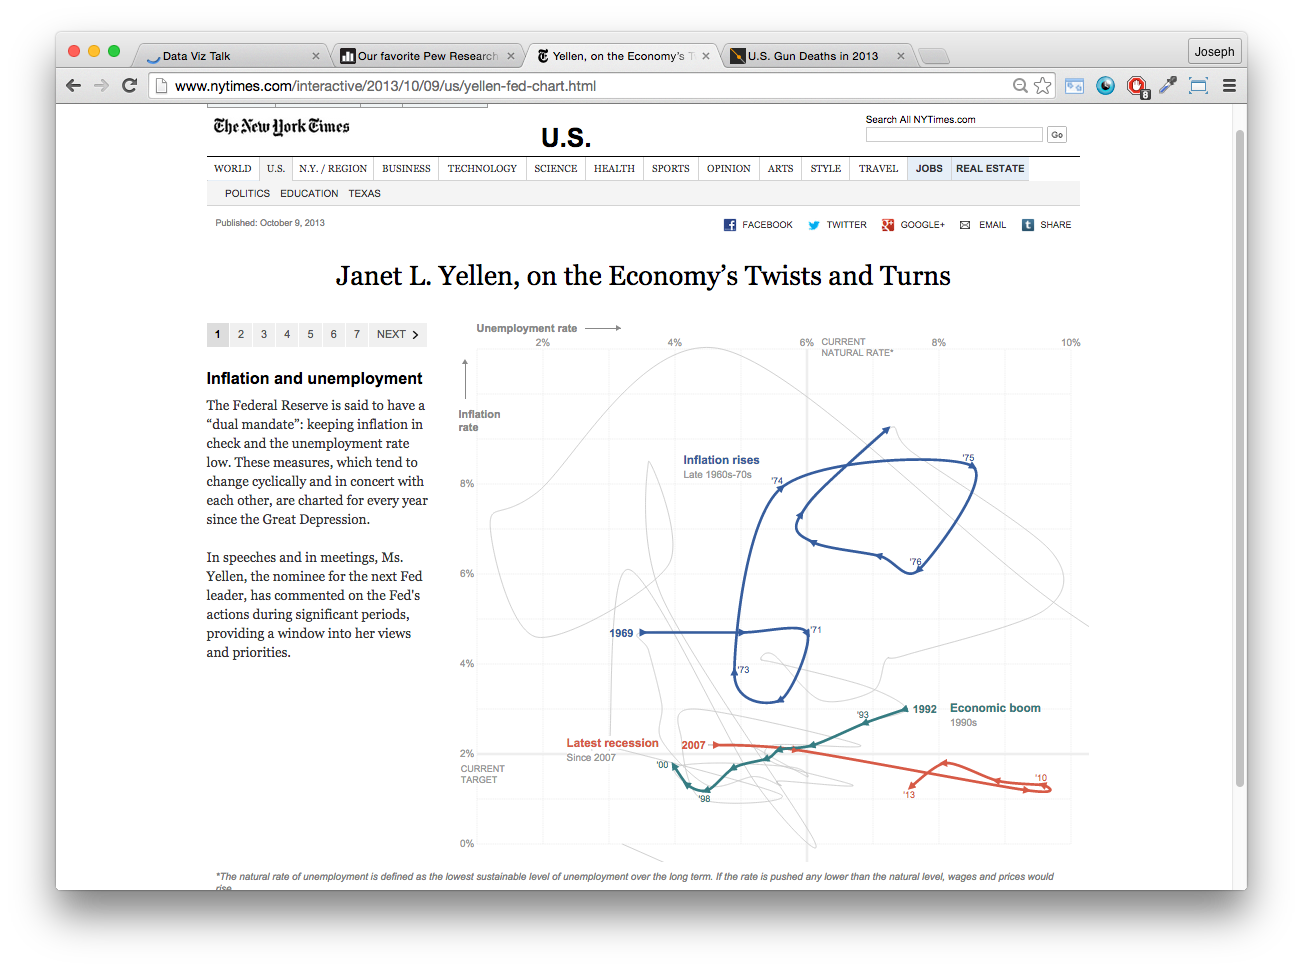 Data Viz Talk
Our favorite Pew Research
Yellen, on the Economy's T
U.S. Gun Deaths in 2013
Joseph
www.nytimes.com/interactive/2013/10/09/us/yellen-fed-chart.html
The New York Times
U.S.
Search All NYTimes.com
Go
WORLD U.S. N.Y. / REGION BUSINESS TECHNOLOGY SCIENCE HEALTH SPORTS OPINION ARTS STYLE TRAVEL JOBS REAL ESTATE
POLITICS EDUCATION TEXAS
Published: October 9, 2013
FACEBOOK TWITTER GOOGLE+ EMAIL SHARE
Janet L. Yellen, on the Economy's Twists and Turns
1 2 3 4 5 6 7 NEXT
Inflation and unemployment
The Federal Reserve is said to have a
“dual mandate”: keeping inflation in
check and the unemployment rate
low. These measures, which tend to
change cyclically and in concert with
each other, are charted for every year
since the Great Depression.
In speeches and in meetings, Ms.
Yellen, the nominee for the next Fed
leader, has commented on the Fed's
actions during significant periods,
providing a window into her views
and priorities.
Unemployment rate
2% 4% 6% 8% 10%
CURRENT
NATURAL RATE*
Inflation
rate
8%
6%
4%
2%
CURRENT
TARGET
0%
Inflation rises
Late 1960s-70s
'74
'75
'76
1969
'71
'73
1992
'93
Economic boom
1990s
Latest recession
Since 2007
2007
'00
'98
'10
'13
*The natural rate of unemployment is defined as the lowest sustainable level of unemployment over the long term. If the rate is pushed any lower than the natural level, wages and prices would
rise.